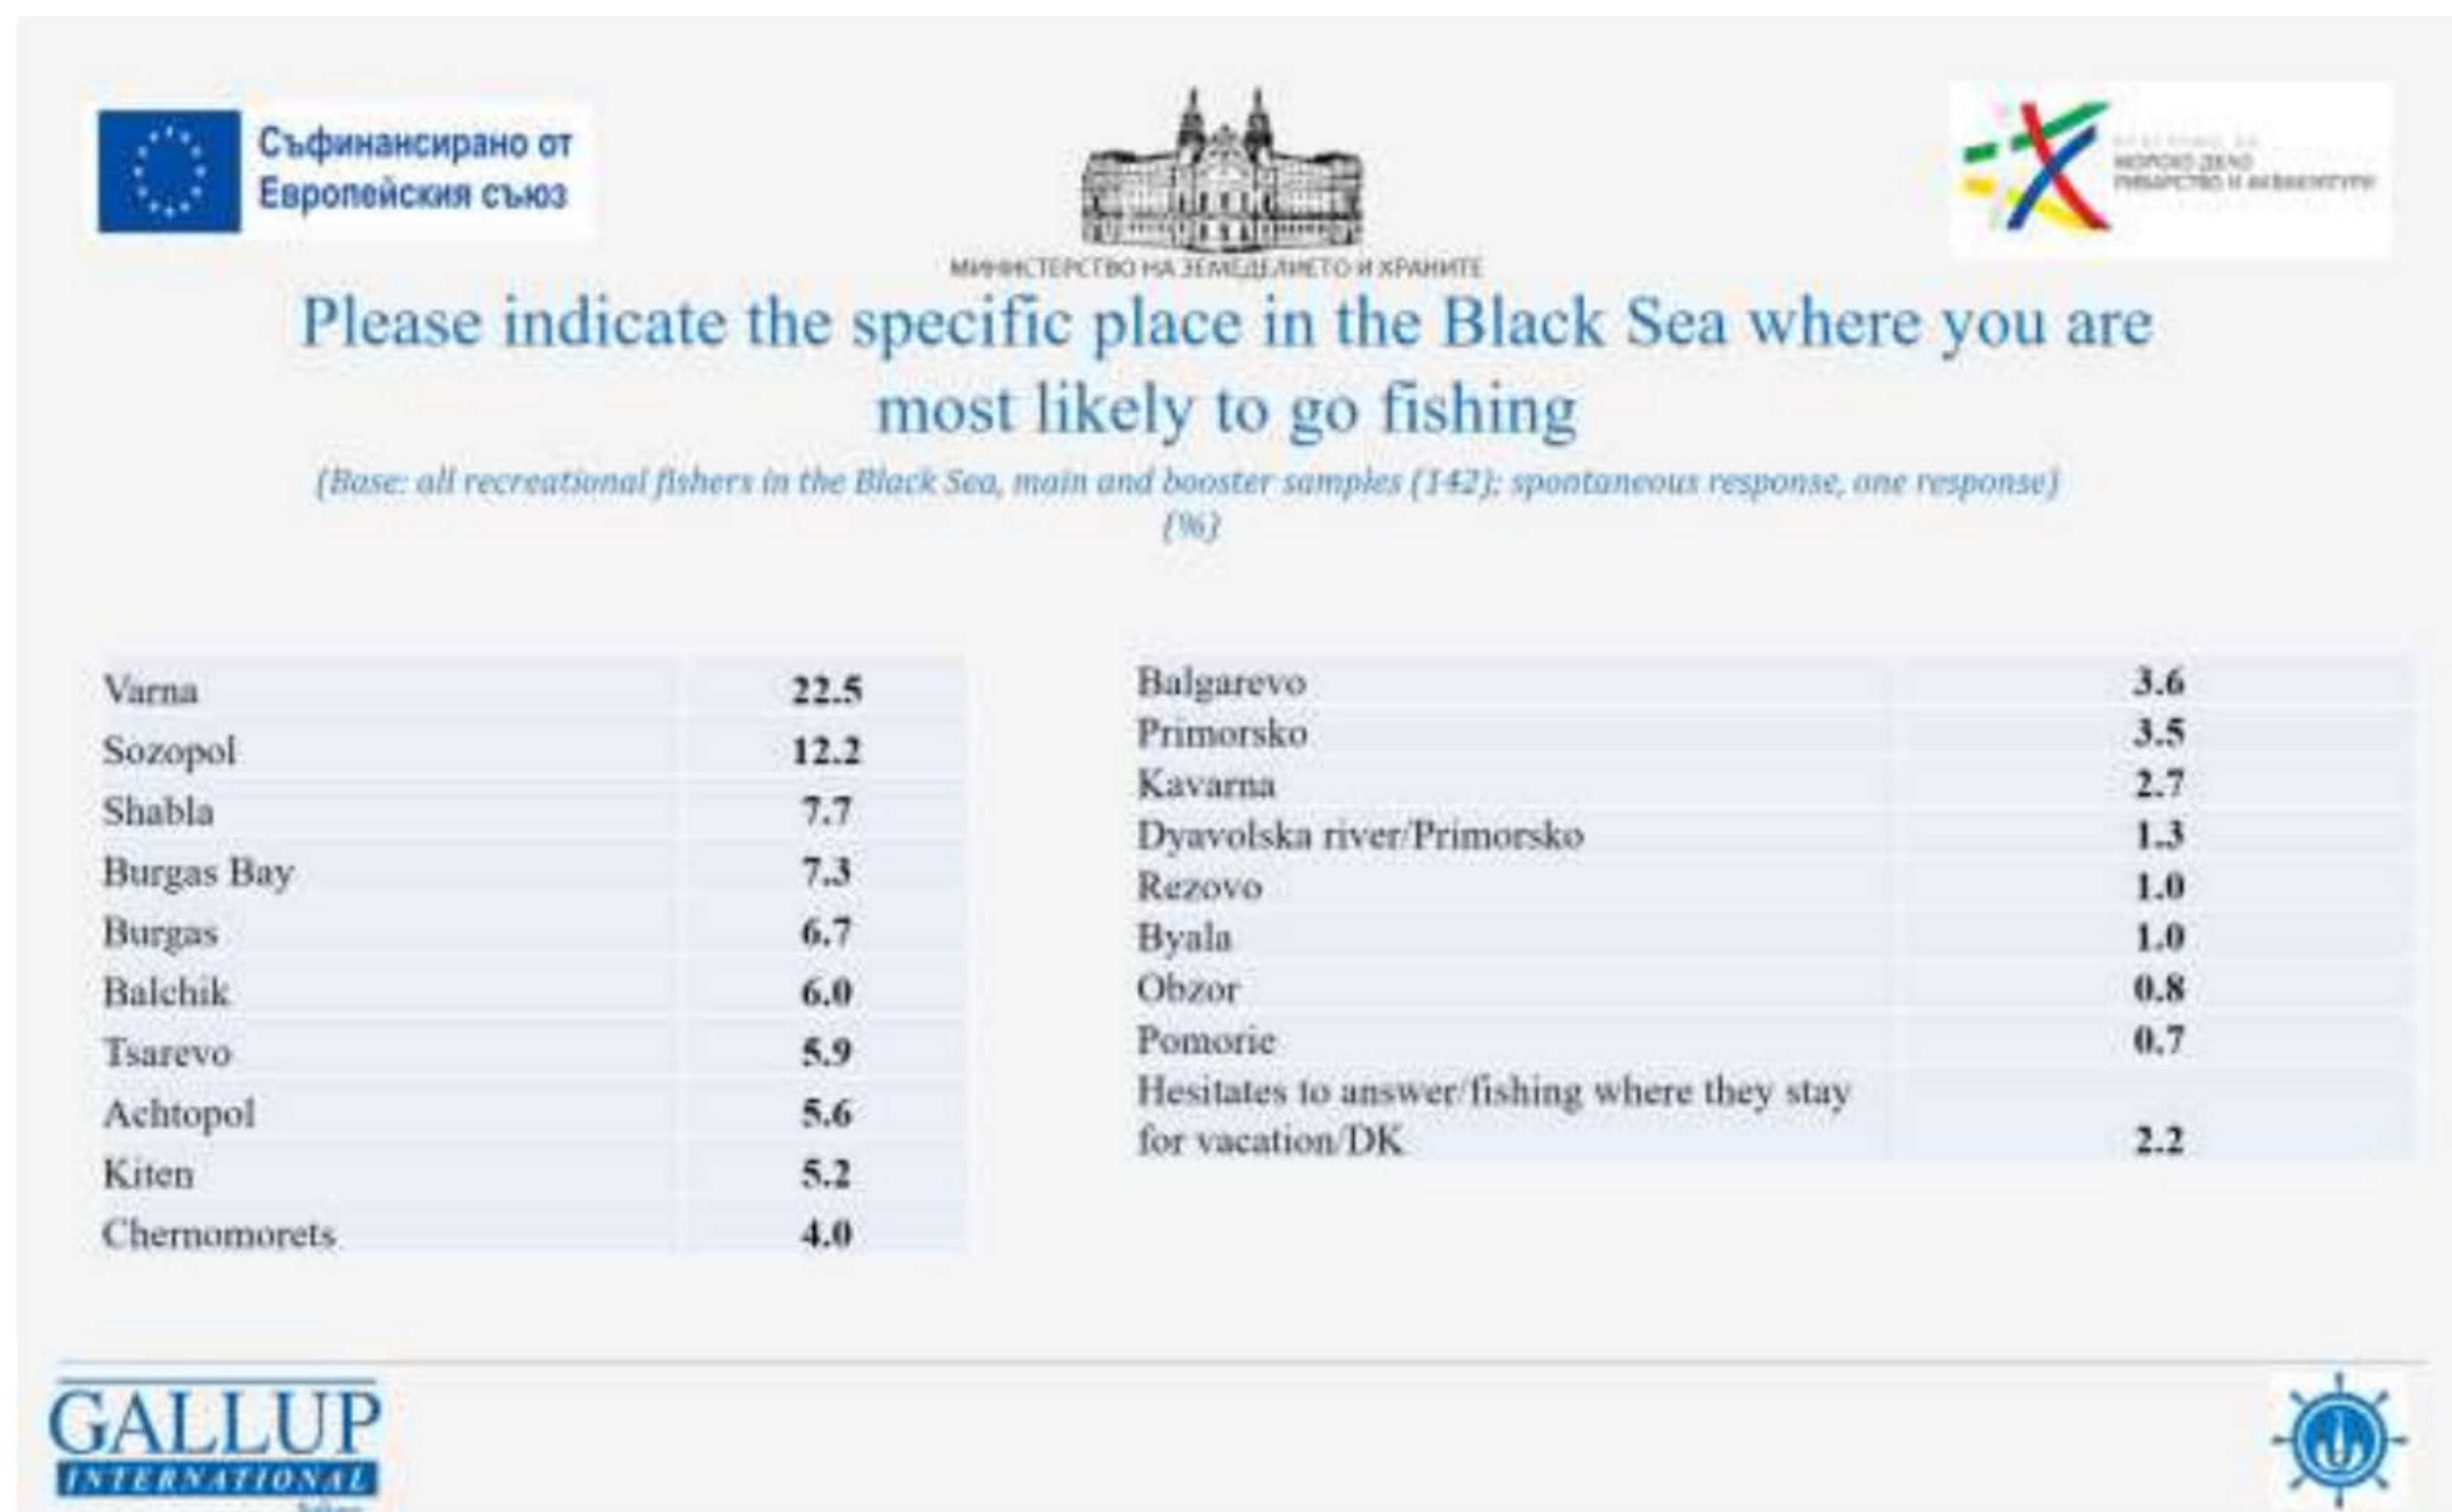 Съфинансирано от
Европейския съюз
МИНИСТЕРСТВО НА ЗЕМЕДЕЛИЕТО И ХРАНИТЕ
МОРСКО ДЕЛО
РИБАРСТВО И АКВАКУЛТУРИ
Please indicate the specific place in the Black Sea where you are
most likely to go fishing
(Base: all recreational fishers in the Black Sea, main and booster samples (142); spontaneous response, one response)
(%)
Varna 22.5
Sozopol 12.2
Shabla 7.7
Burgas Bay 7.3
Burgas 6.7
Balchik 6.0
Tsarevo 5.9
Achtopol 5.6
Kiten 5.2
Chernomorets 4.0
Balgarevo 3.6
Primorsko 3.5
Kavarna 2.7
Dyavolska river/Primorsko 1.3
Rezovo 1.0
Byala 1.0
Obzor 0.8
Pomorie 0.7
Hesitates to answer/fishing where they stay
for vacation/DK 2.2
GALLUP
INTERNATIONAL